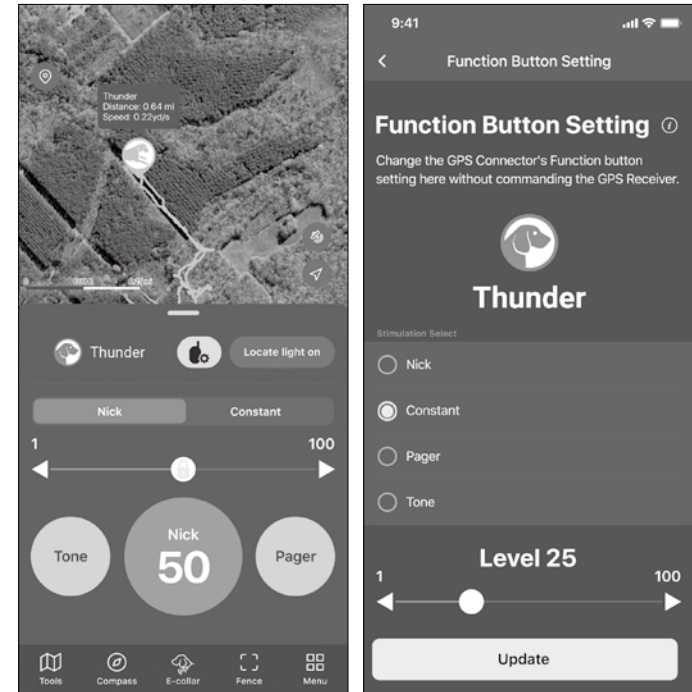 Thunder
Distance: 0.64 mi
Speed: 0.22yd/s
Thunder
Locate light on
Nick
Constant
1
100
Nick
50
Tone
Pager
Tools
Compass
E-collar
Fence
Menu
9:41
Function Button Setting
Function Button Setting
Change the GPS Connector's Function button
setting here without commanding the GPS Receiver.
Thunder
Stimulation Select
Nick
Constant
Pager
Tone
Level 25
1
100
Update